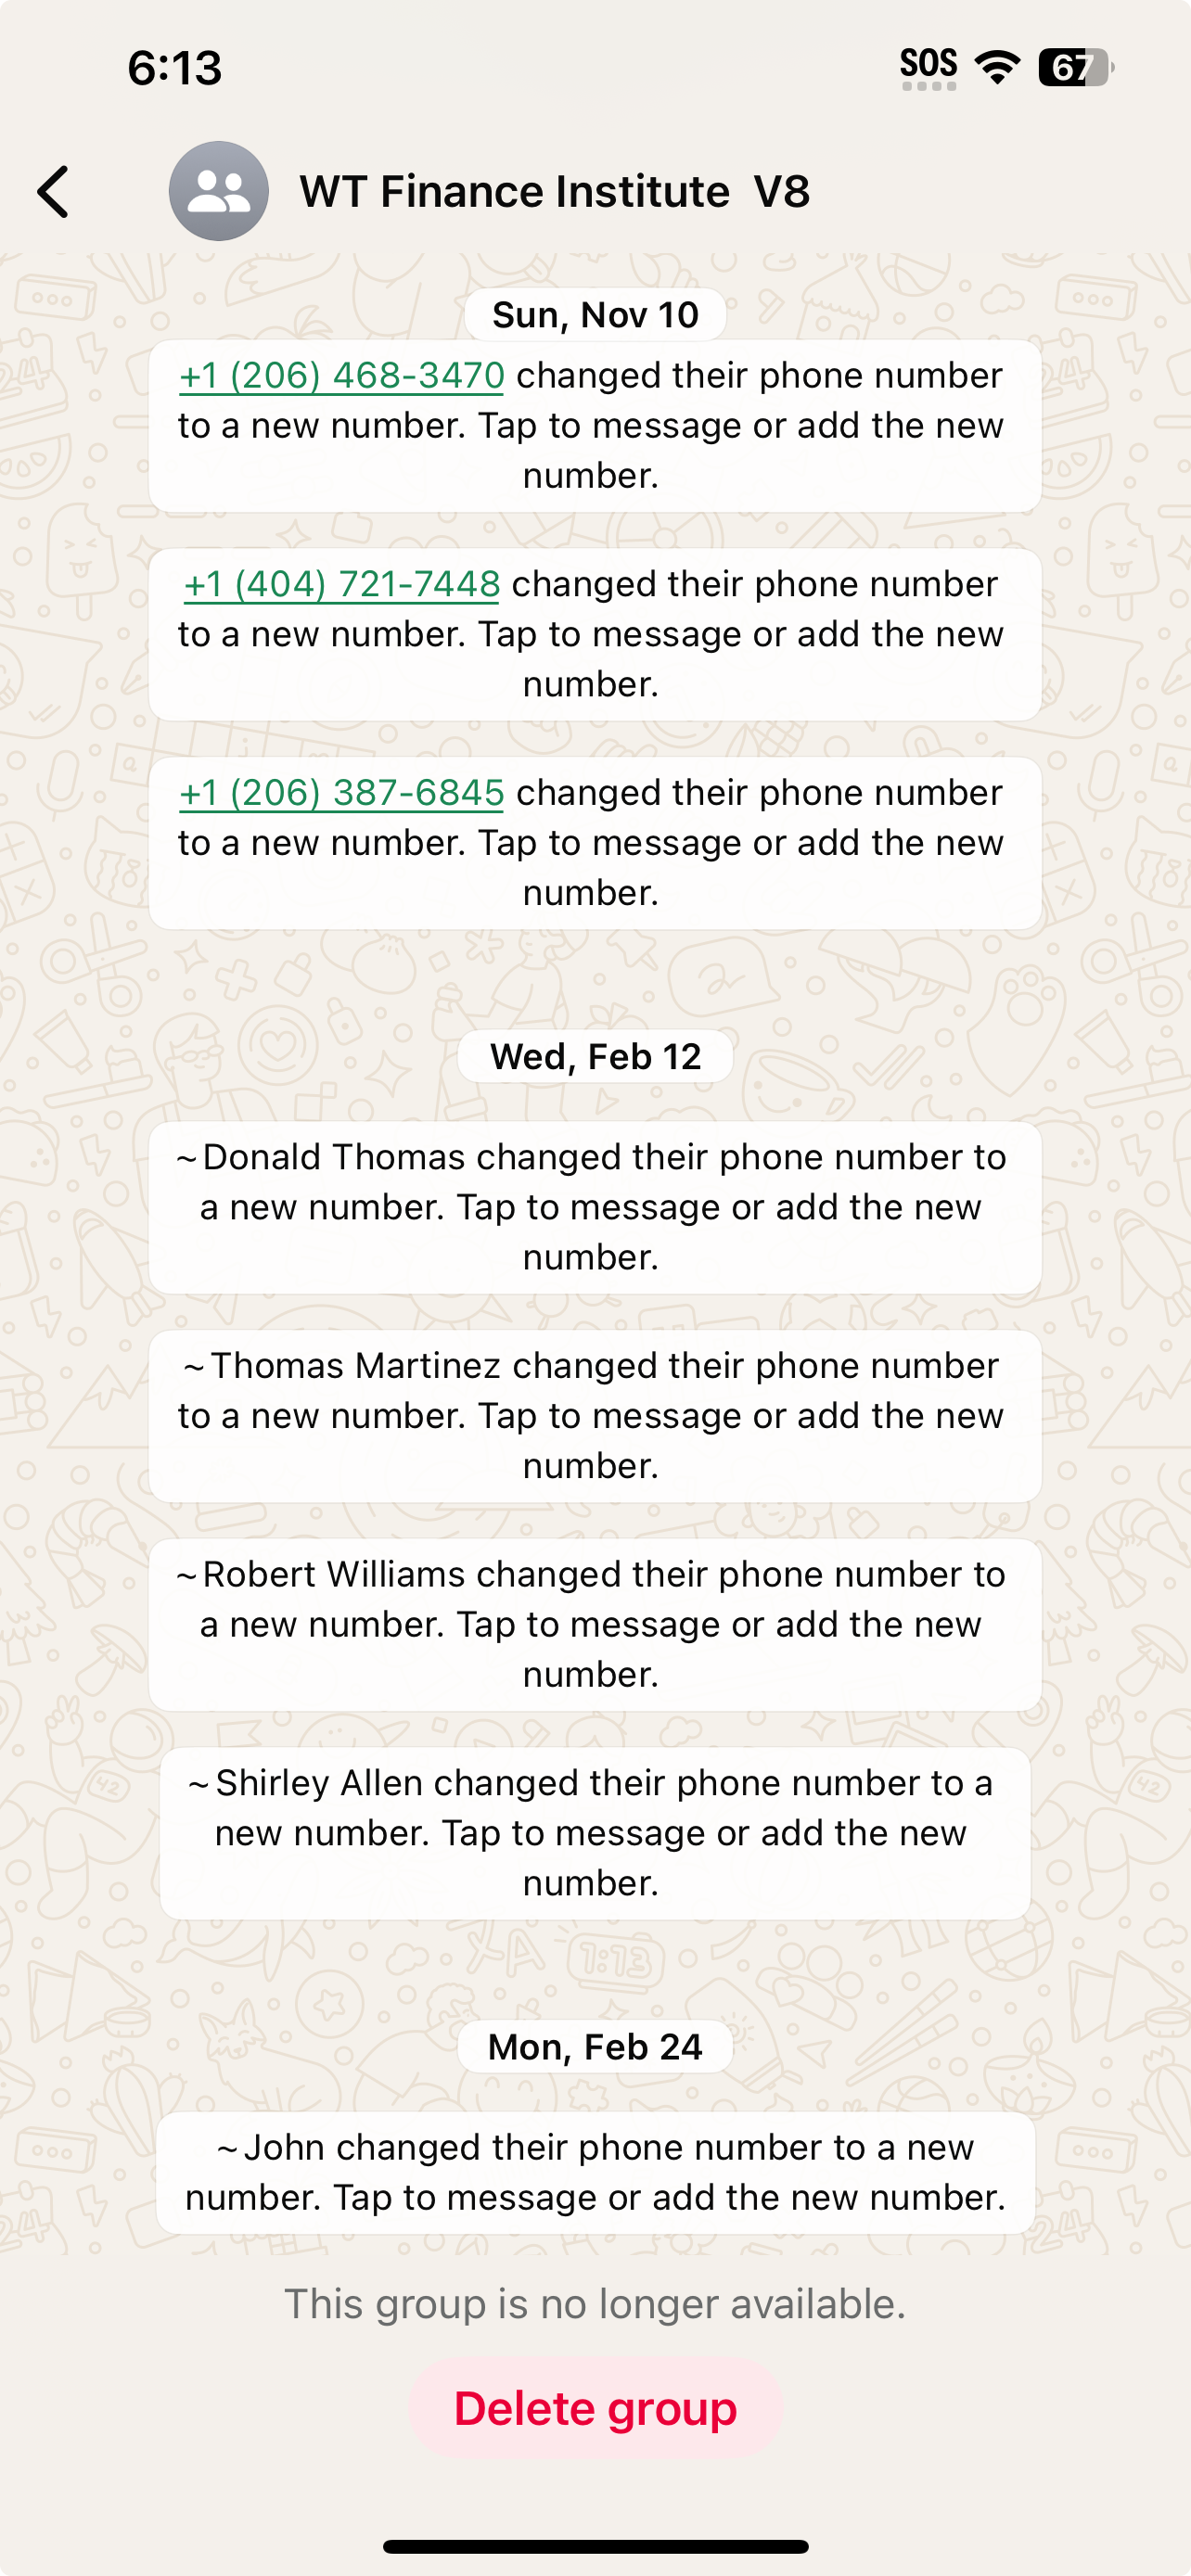 6:13
SOS
67
WT Finance Institute V8
Sun, Nov 10
+1 (206) 468-3470 changed their phone number
to a new number. Tap to message or add the new
number.
+1 (404) 721-7448 changed their phone number
to a new number. Tap to message or add the new
number.
+1 (206) 387-6845 changed their phone number
to a new number. Tap to message or add the new
number.
Wed, Feb 12
~Donald Thomas changed their phone number to
a new number. Tap to message or add the new
number.
~Thomas Martinez changed their phone number
to a new number. Tap to message or add the new
number.
~Robert Williams changed their phone number to
a new number. Tap to message or add the new
number.
~Shirley Allen changed their phone number to a
new number. Tap to message or add the new
number.
Mon, Feb 24
~John changed their phone number to a new
number. Tap to message or add the new number.
This group is no longer available.
Delete group